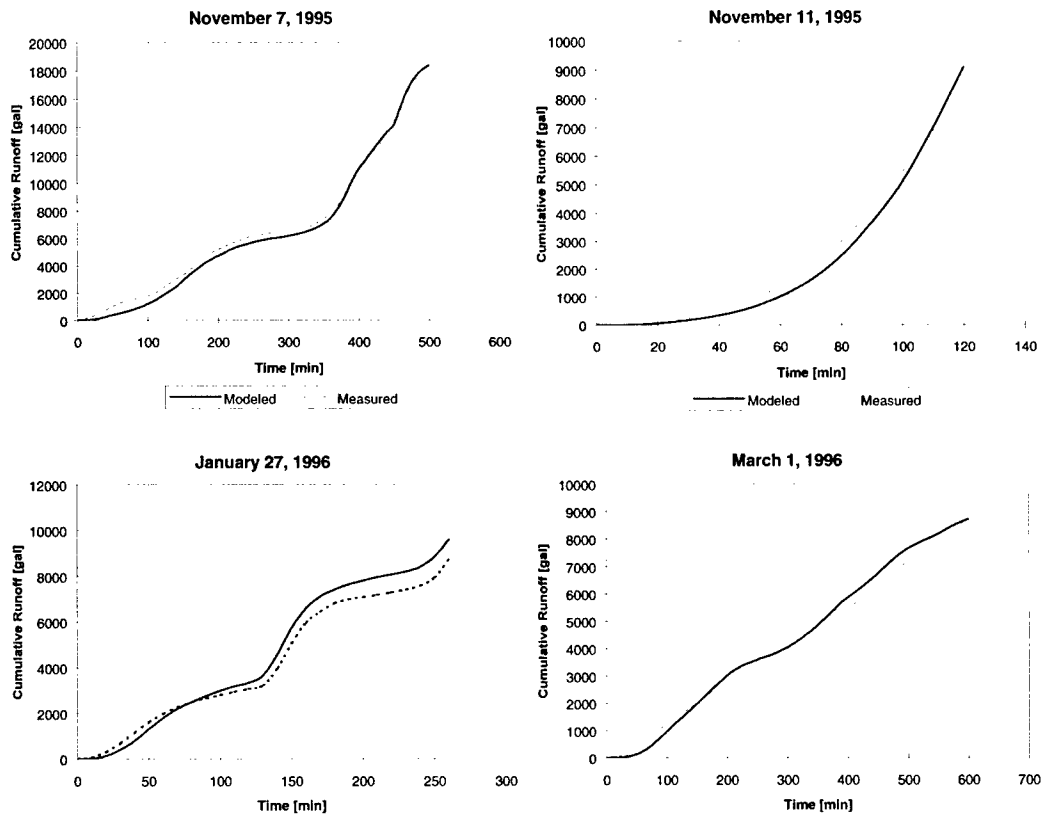 November 7, 1995
Cumulative Runoff [gal]
20000
18000
16000
14000
12000
10000
8000
6000
4000
2000
0
0 100 200 300 400 500 600
Time [min]
Modeled Measured
November 11, 1995
Cumulative Runoff [gal]
10000
9000
8000
7000
6000
5000
4000
3000
2000
1000
0
0 20 40 60 80 100 120 140
Time [min]
Modeled Measured
January 27, 1996
Cumulative Runoff [gal]
12000
10000
8000
6000
4000
2000
0
0 50 100 150 200 250 300
Time [min]
March 1, 1996
Cumulative Runoff [gal]
10000
9000
8000
7000
6000
5000
4000
3000
2000
1000
0
0 100 200 300 400 500 600 700
Time [min]